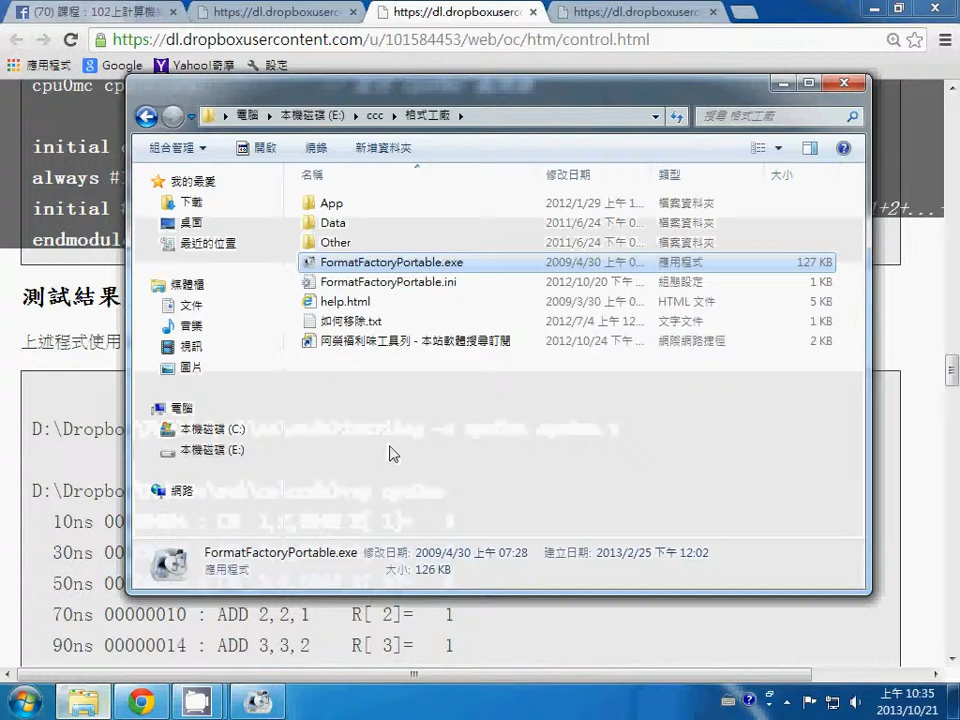 (70) 課程：102上計算機
https://dl.dropboxuserc
https://dl.dropboxuserco
https://dl.dropboxuserco
https://dl.dropboxusercontent.com/u/101584453/web/oc/htm/control.html
應用程式
Google
Yahoo!奇摩
設定
cpu0mc cp
initial
always #
initial #
1+2+...
endmodul
測試結果
上述程式使用
D:\Dropbo
D:\Dropbo
10ns 00
30ns 00
50ns 00
70ns 00000010 : ADD 2,2,1 R[ 2]= 1
90ns 00000014 : ADD 3,3,2 R[ 3]= 1
電腦
本機磁碟 (E:)
ccc
格式工廠
搜尋 格式工廠
組合管理
開啟
燒錄
新增資料夾
我的最愛
下載
桌面
最近的位置
媒體櫃
文件
音樂
視訊
圖片
電腦
本機磁碟 (C:)
本機磁碟 (E:)
網路
名稱 修改日期 類型 大小
App 2012/1/29 上午 1... 檔案資料夾
Data 2011/6/24 下午 0... 檔案資料夾
Other 2011/6/24 下午 0... 檔案資料夾
FormatFactoryPortable.exe 2009/4/30 上午 0... 應用程式 127 KB
FormatFactoryPortable.ini 2012/10/20 下午 ... 組態設定 1 KB
help.html 2009/3/30 上午 0... HTML 文件 5 KB
如何移除.txt 2012/7/4 上午 12... 文字文件 1 KB
阿榮福利味工具列 - 本站軟體搜尋訂閱 2012/10/24 下午 ... 網際網路捷徑 2 KB
FormatFactoryPortable.exe 修改日期: 2009/4/30 上午 07:28 建立日期: 2013/2/25 下午 12:02
應用程式 大小: 126 KB
上午 10:35
2013/10/21